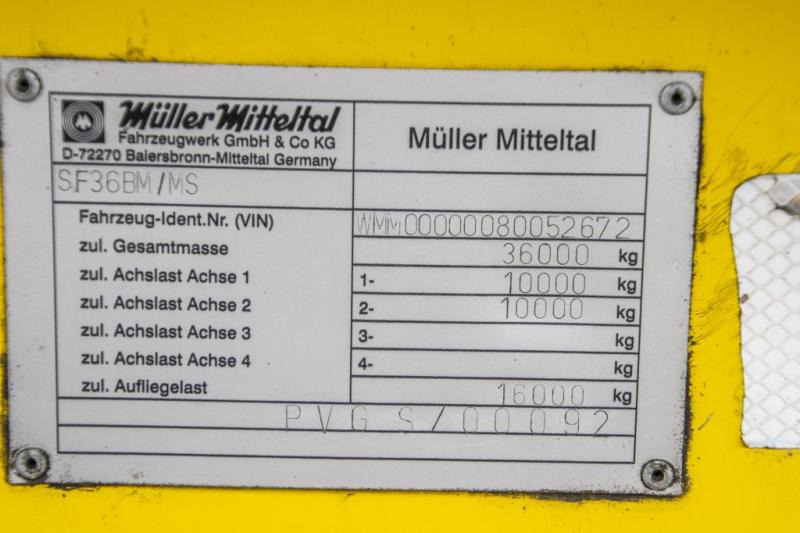 Müller Mitteltal
Fahrzeugwerk GmbH & Co KG
D-72270 Baiersbronn-Mitteltal Germany
Müller Mitteltal
SF36BM/MS
Fahrzeug-Ident.Nr. (VIN) WMM00000080052672
zul. Gesamtmasse 36000 kg
zul. Achslast Achse 1 1- 10000 kg
zul. Achslast Achse 2 2- 10000 kg
zul. Achslast Achse 3 3- kg
zul. Achslast Achse 4 4- kg
zul. Aufliegelast 16000 kg
PVG S/00092